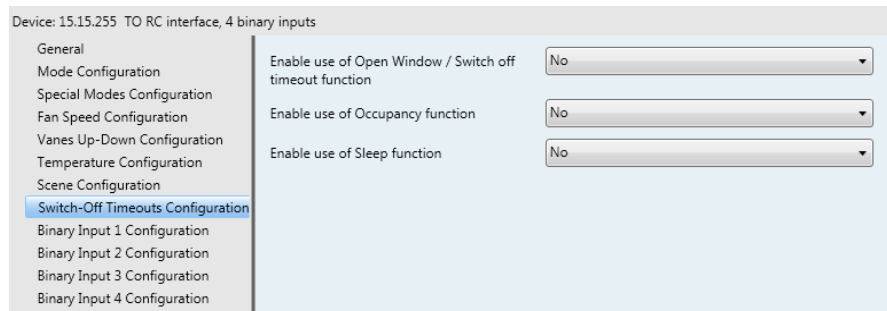 Device: 15.15.255 TO RC interface, 4 binary inputs
General
Mode Configuration
Special Modes Configuration
Fan Speed Configuration
Vanes Up-Down Configuration
Temperature Configuration
Scene Configuration
Switch-Off Timeouts Configuration
Binary Input 1 Configuration
Binary Input 2 Configuration
Binary Input 3 Configuration
Binary Input 4 Configuration
Enable use of Open Window / Switch off
timeout function
No
Enable use of Occupancy function
No
Enable use of Sleep function
No